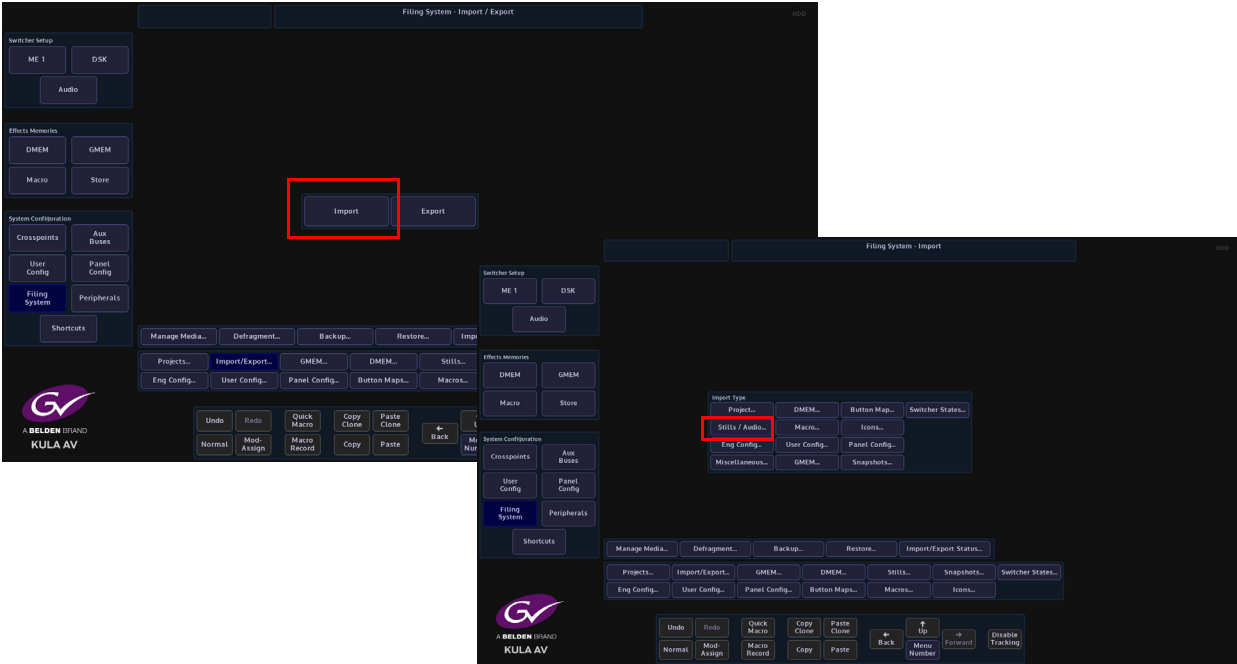 Filing System - Import / Export
HDD
Switcher Setup
ME 1
DSK
Audio
Effects Memories
DMEM
GMEM
Macro
Store
System Configuration
Crosspoints
Aux
Buses
User
Config
Panel
Config
Filing
System
Peripherals
Shortcuts
Import
Export
Manage Media...
Defragment...
Backup...
Restore...
Projects...
Import/Export...
GMEM...
DMEM...
Stills...
Eng Config...
User Config...
Panel Config...
Button Maps...
Macros...
GV
A BELDEN BRAND
KULA AV
Undo
Redo
Quick
Macro
Copy
Clone
Paste
Clone
Normal
Mod-
Assign
Macro
Record
Copy
Paste
Back
Filing System - Import
HDD
Switcher Setup
ME 1
DSK
Audio
Effects Memories
DMEM
GMEM
Macro
Store
System Configuration
Crosspoints
Aux
Buses
User
Config
Panel
Config
Filing
System
Peripherals
Shortcuts
Import Type
Project...
DMEM...
Button Map...
Switcher States...
Stills / Audio...
Macro...
Icons...
Eng Config...
User Config...
Panel Config...
Miscellaneous...
GMEM...
Snapshots...
Manage Media...
Defragment...
Backup...
Restore...
Import/Export Status...
Projects...
Import/Export...
GMEM...
DMEM...
Stills...
Snapshots...
Switcher States...
Eng Config...
User Config...
Panel Config...
Button Maps...
Macros...
Icons...
GV
A BELDEN BRAND
KULA AV
Undo
Redo
Quick
Macro
Copy
Clone
Paste
Clone
Normal
Mod-
Assign
Macro
Record
Copy
Paste
Back
Up
Menu
Number
Forward
Disable
Tracking